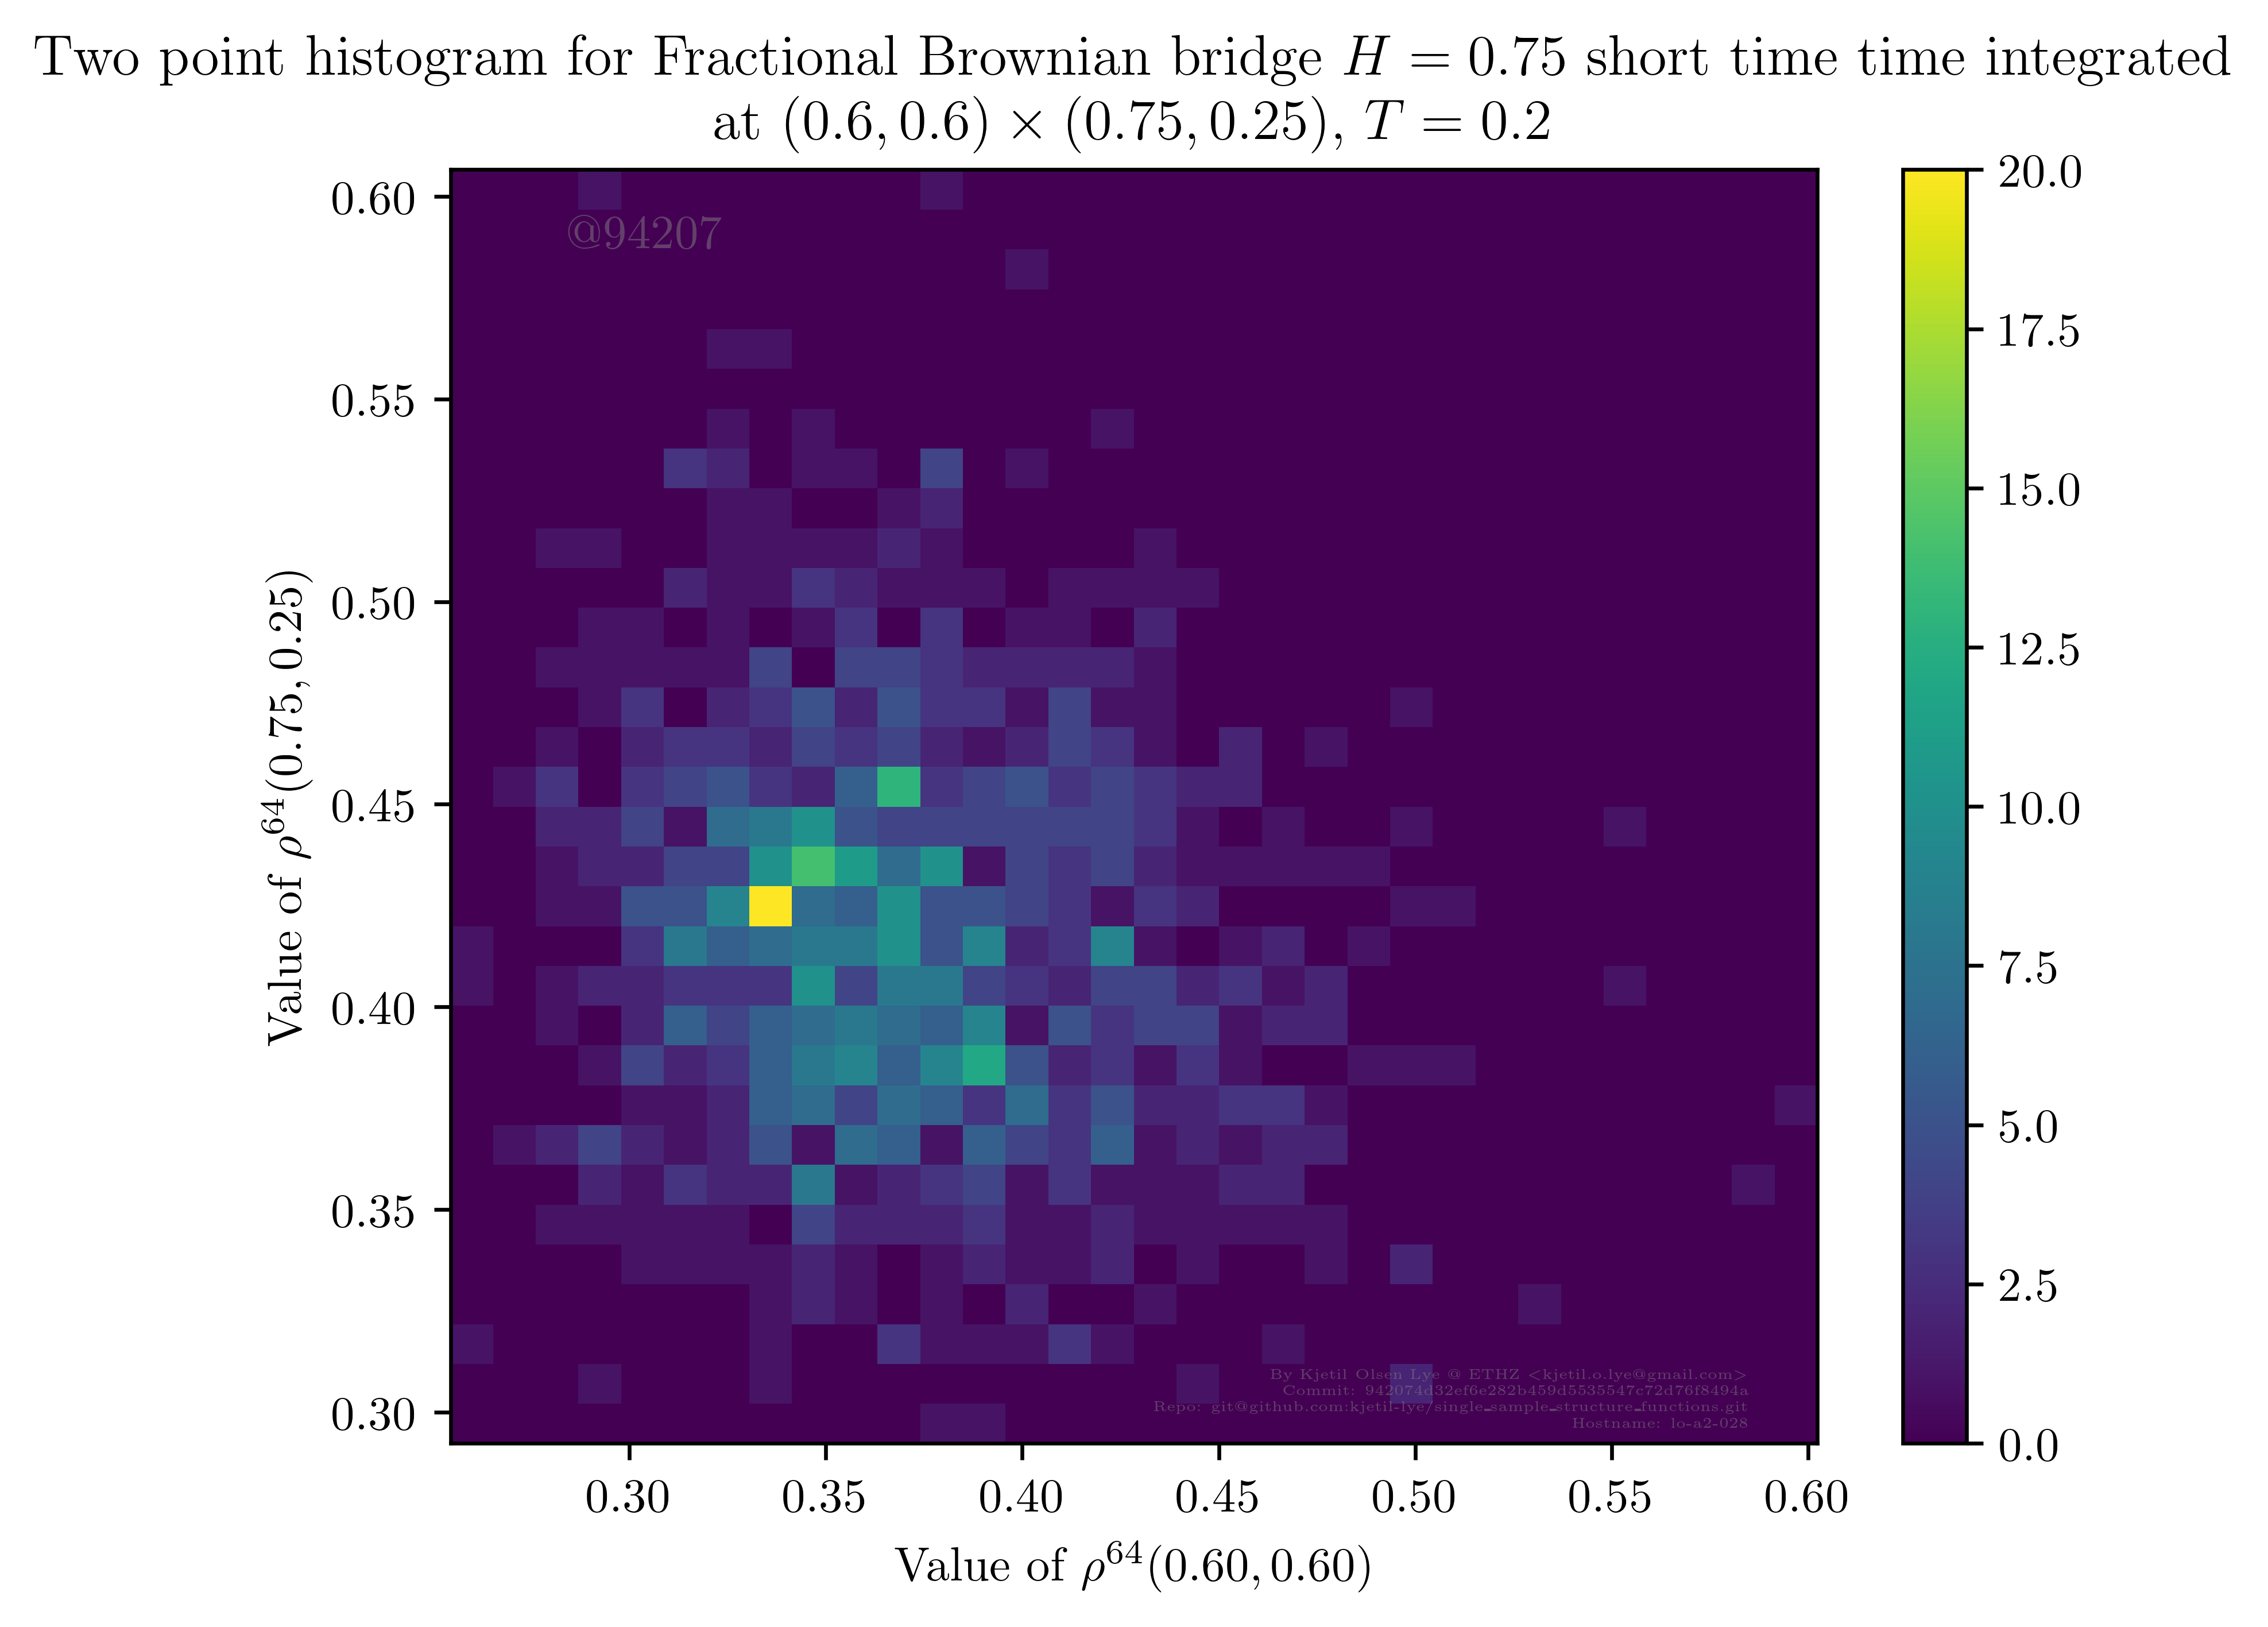 Two point histogram for Fractional Brownian bridge H = 0.75 short time time integrated
at (0.6, 0.6) × (0.75, 0.25), T = 0.2
@94207
0.60
0.55
0.50
0.45
0.40
0.35
0.30
Value of ρ^64(0.75, 0.25)
0.30 0.35 0.40 0.45 0.50 0.55 0.60
Value of ρ^64(0.60, 0.60)
20.0
17.5
15.0
12.5
10.0
7.5
5.0
2.5
0.0
By Kjetil Olsen Lye @ ETHZ <kjetil.o.lye@gmail.com>
Commit: 942074d32ef6e282b459d5535547c72d76f8494a
Repo: git@github.com:kjetil-lye/single_sample_structure_functions.git
Hostname: lo-a2-028